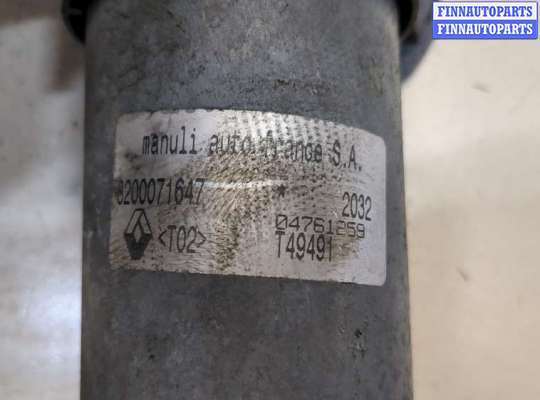 FINNAUTOPARTS
FINNAUTOPARTS
manuli auto france S.A.
8200071647 * 2032
<T02> 04761259
T49491